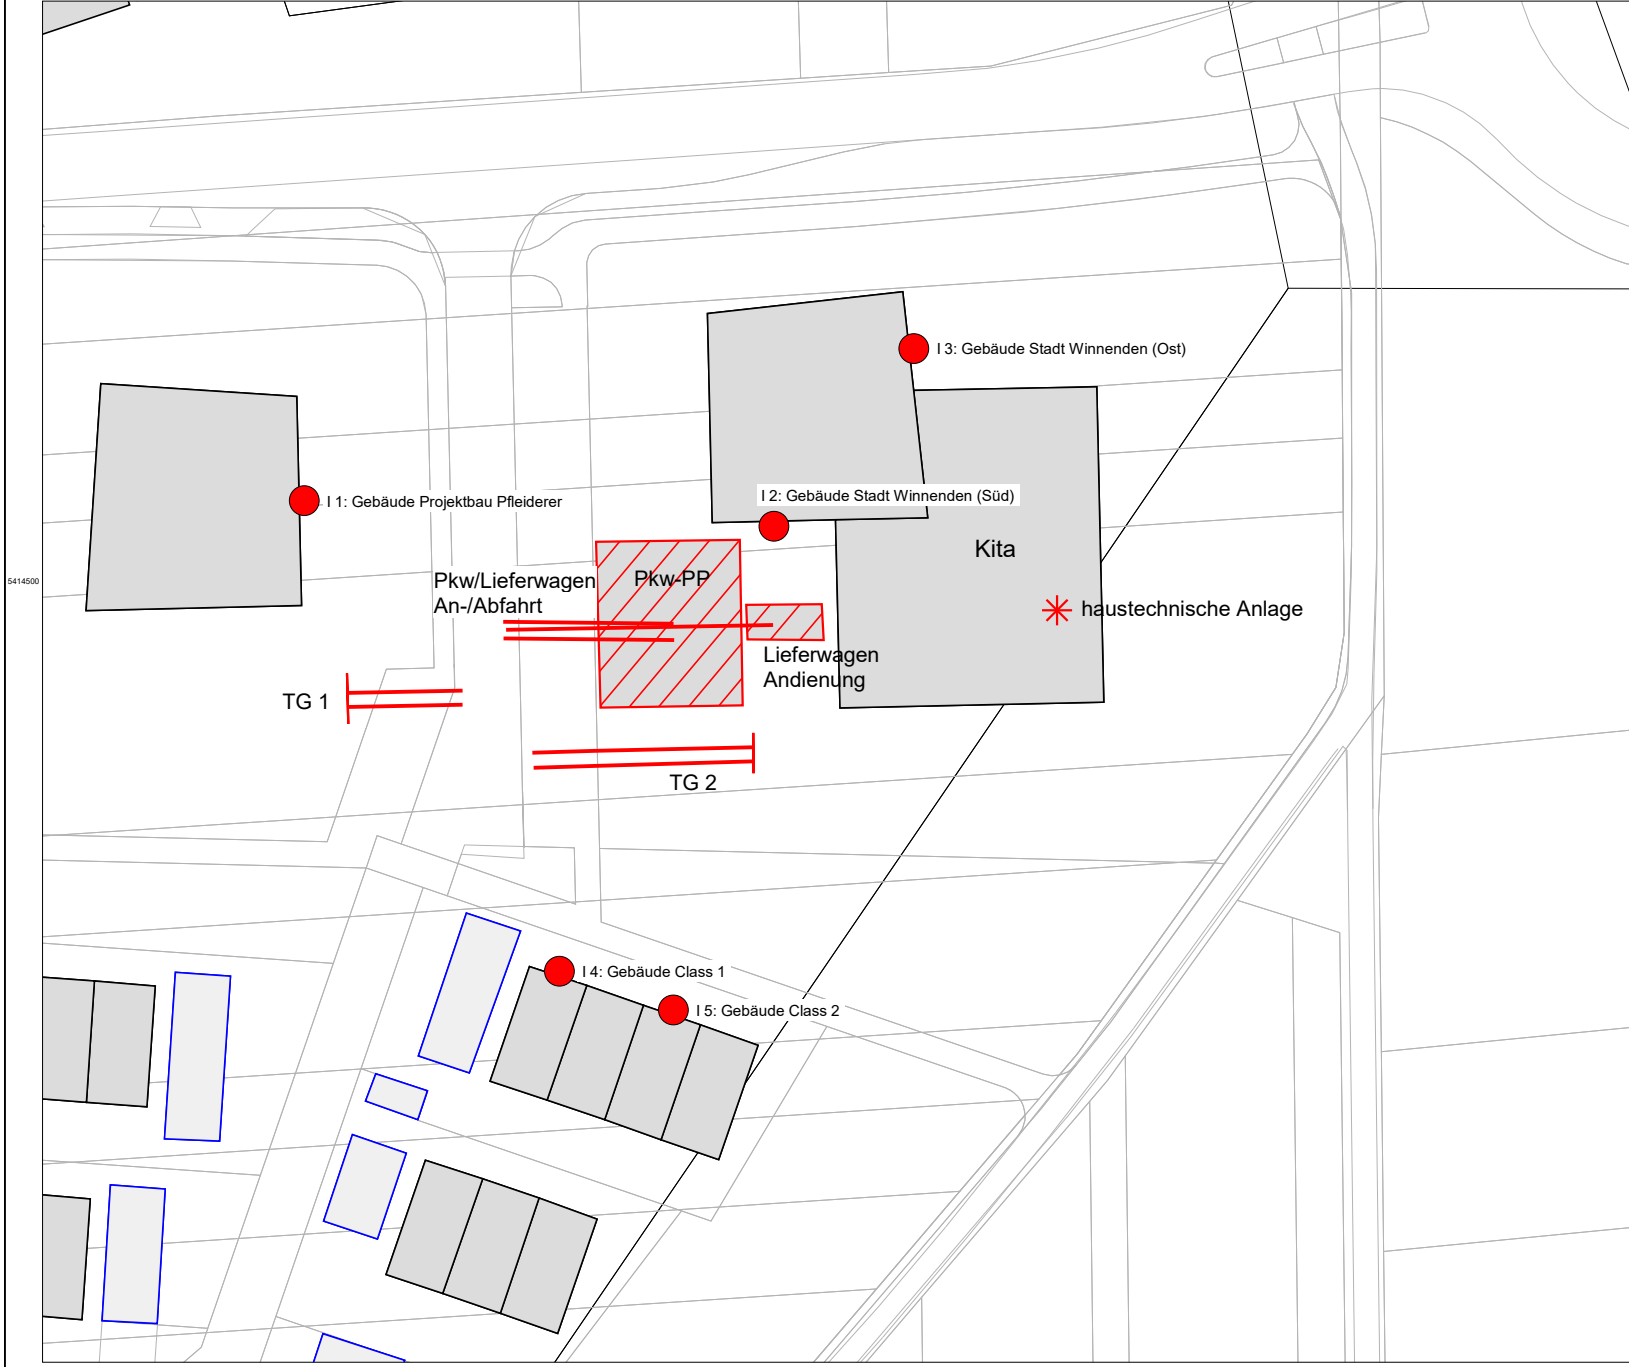 I 3: Gebäude Stadt Winnenden (Ost)
I 2: Gebäude Stadt Winnenden (Süd)
I 1: Gebäude Projektbau Pfleiderer
Kita
5414500
Pkw/Lieferwagen
An-/Abfahrt
Pkw-PP
haustechnische Anlage
Lieferwagen
Andienung
TG 1
TG 2
I 4: Gebäude Class 1
I 5: Gebäude Class 2